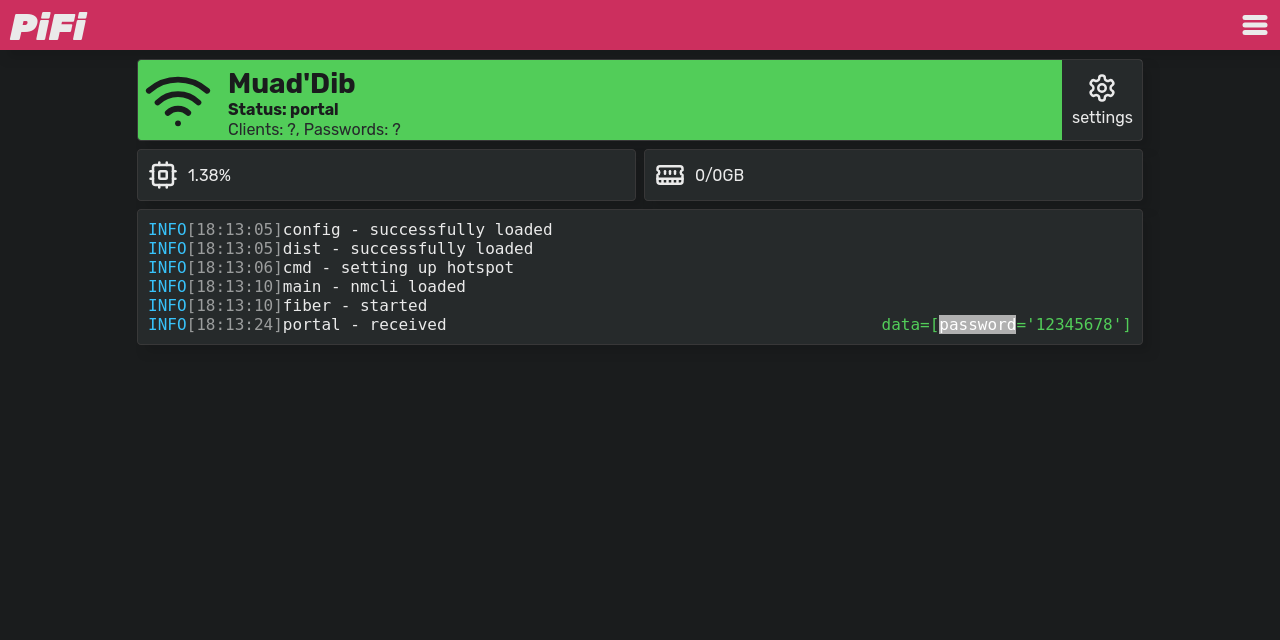 PiFi
Muad'Dib
Status: portal
Clients: ?, Passwords: ?
settings
1.38%
0/0GB
INFO[18:13:05]config - successfully loaded
INFO[18:13:05]dist - successfully loaded
INFO[18:13:06]cmd - setting up hotspot
INFO[18:13:10]main - nmcli loaded
INFO[18:13:10]fiber - started
INFO[18:13:24]portal - received data=[password='12345678']